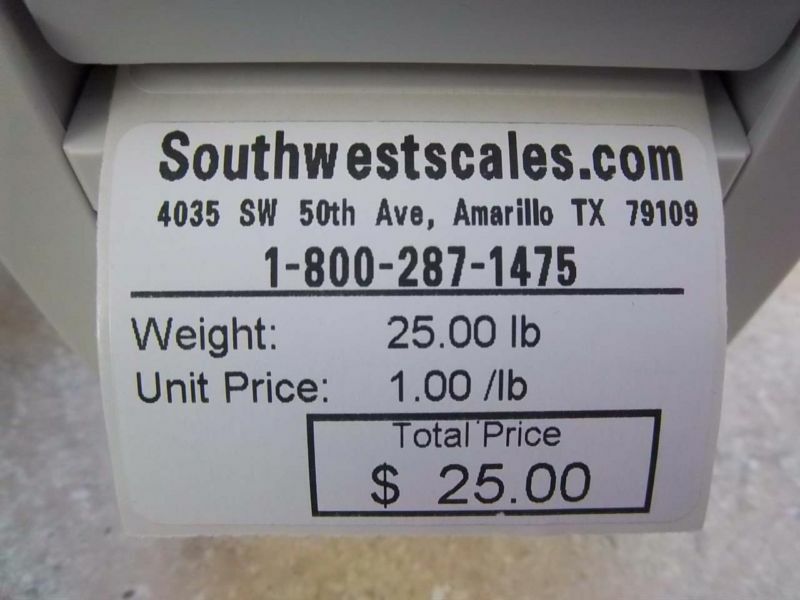 Southwestscales.com
4035 SW 50th Ave, Amarillo TX 79109
1-800-287-1475
Weight: 25.00 lb
Unit Price: 1.00 /lb
Total Price
$ 25.00